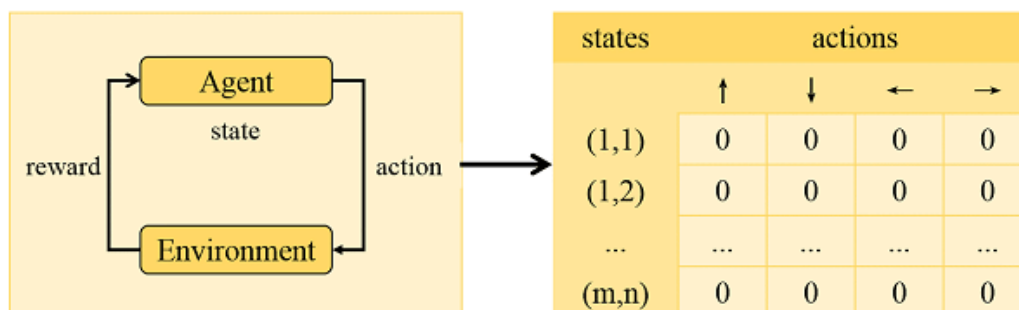 Agent
state
reward
action
Environment
states actions
↑ ↓ ← →
(1,1) 0 0 0 0
(1,2) 0 0 0 0
... ... ... ... ...
(m,n) 0 0 0 0